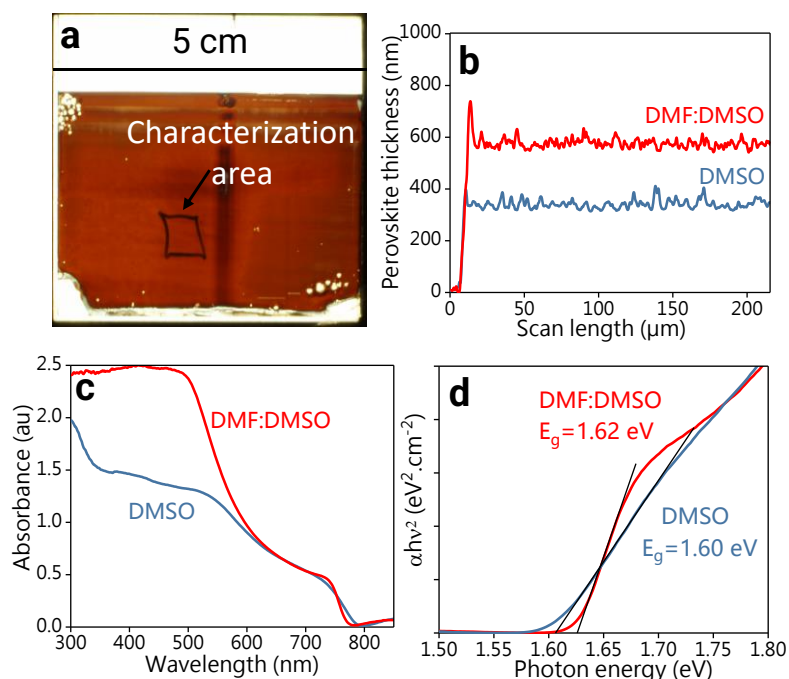 a
5 cm
Characterization
area
b
Perovskite thickness (nm)
1000
800
600
400
200
0
DMF:DMSO
DMSO
0
50
100
150
200
Scan length (µm)
c
Absorbance (au)
2.5
2.0
1.5
1.0
0.5
0.0
DMF:DMSO
DMSO
300
400
500
600
700
800
Wavelength (nm)
d
αhν² (eV².cm⁻²)
DMF:DMSO
E_g=1.62 eV
DMSO
E_g=1.60 eV
1.50
1.55
1.60
1.65
1.70
1.75
1.80
Photon energy (eV)